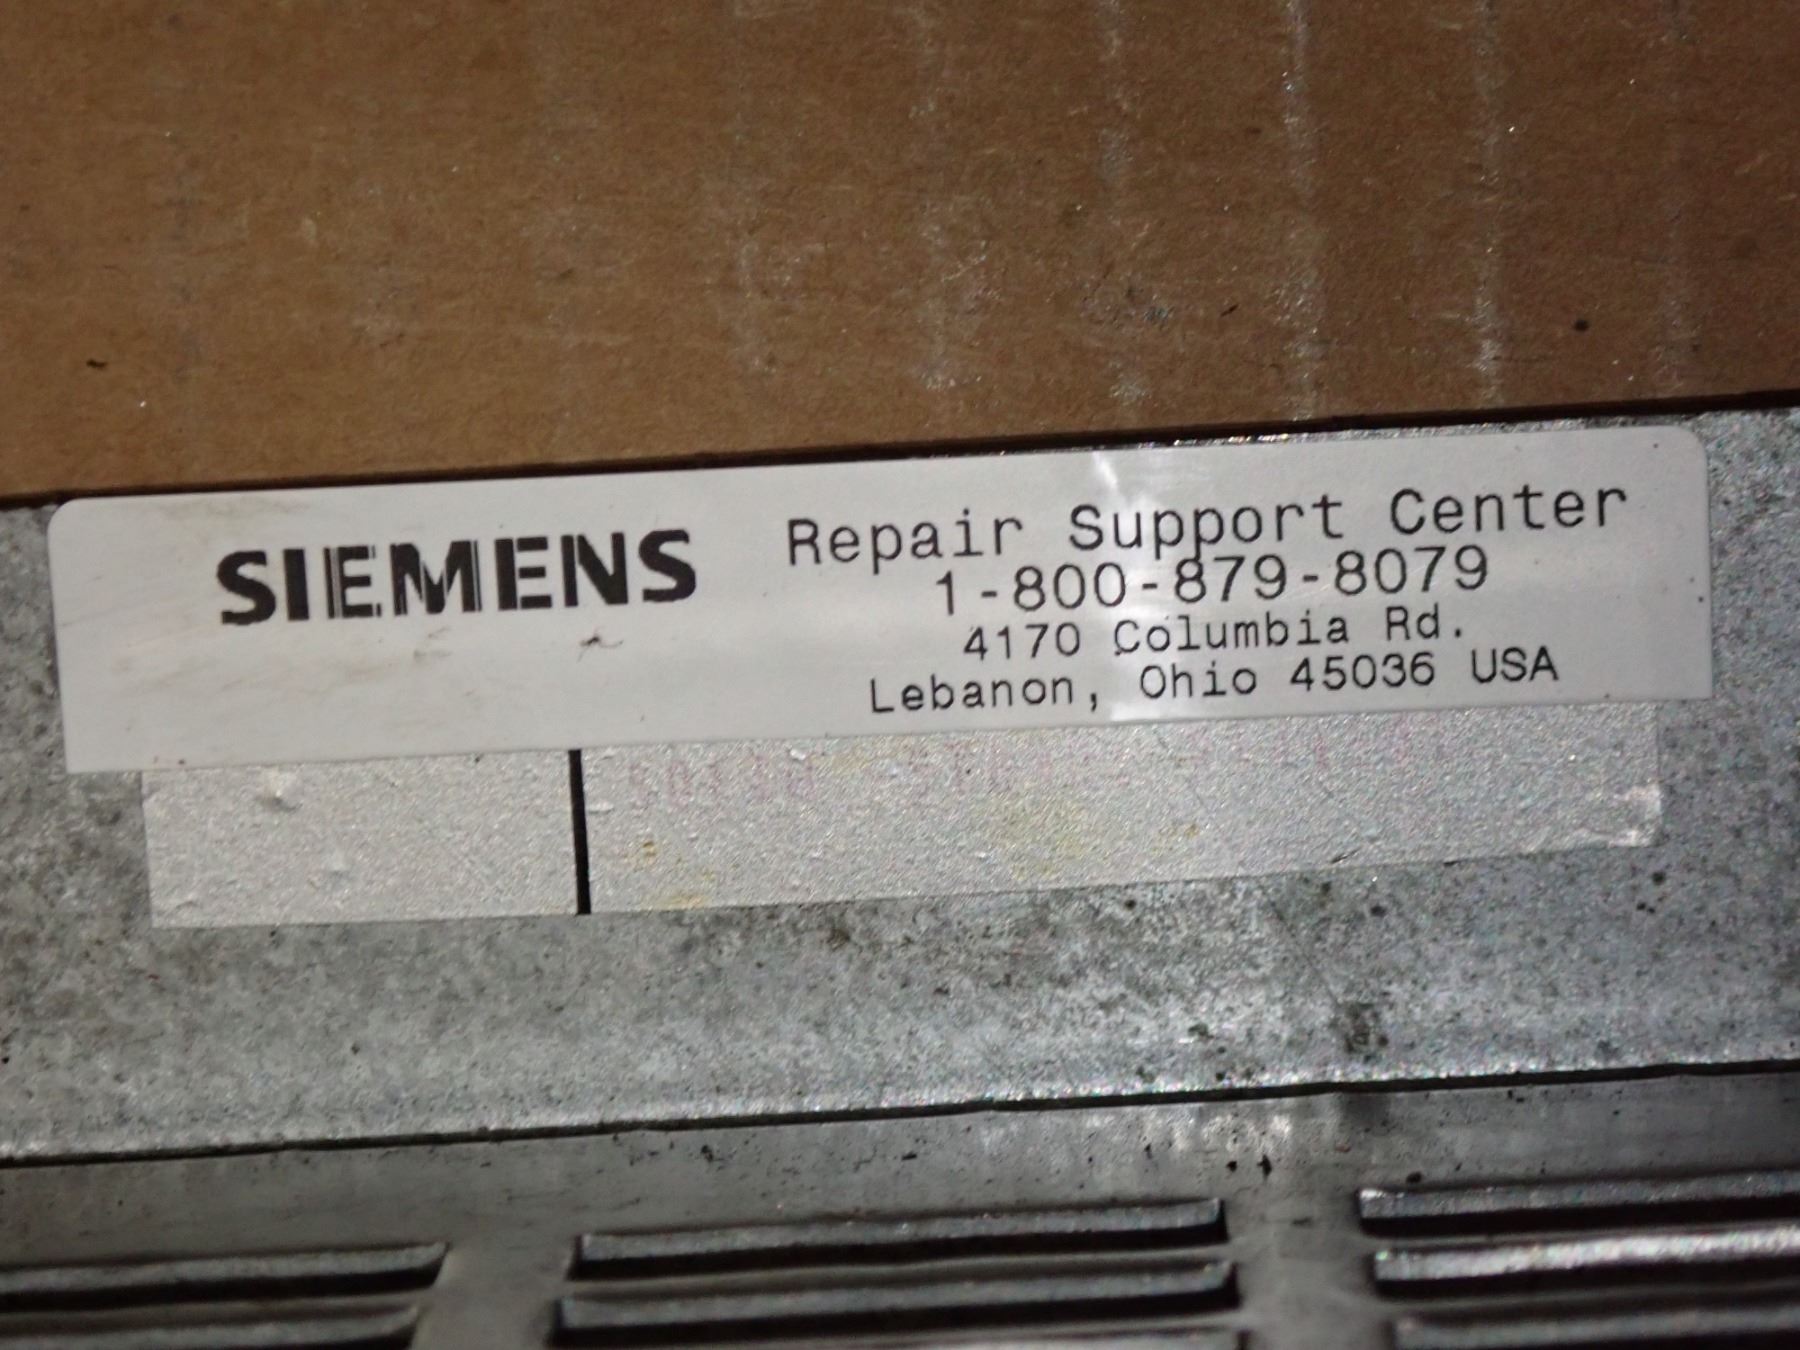 SIEMENS
Repair Support Center
1-800-879-8079
4170 Columbia Rd.
Lebanon, Ohio 45036 USA